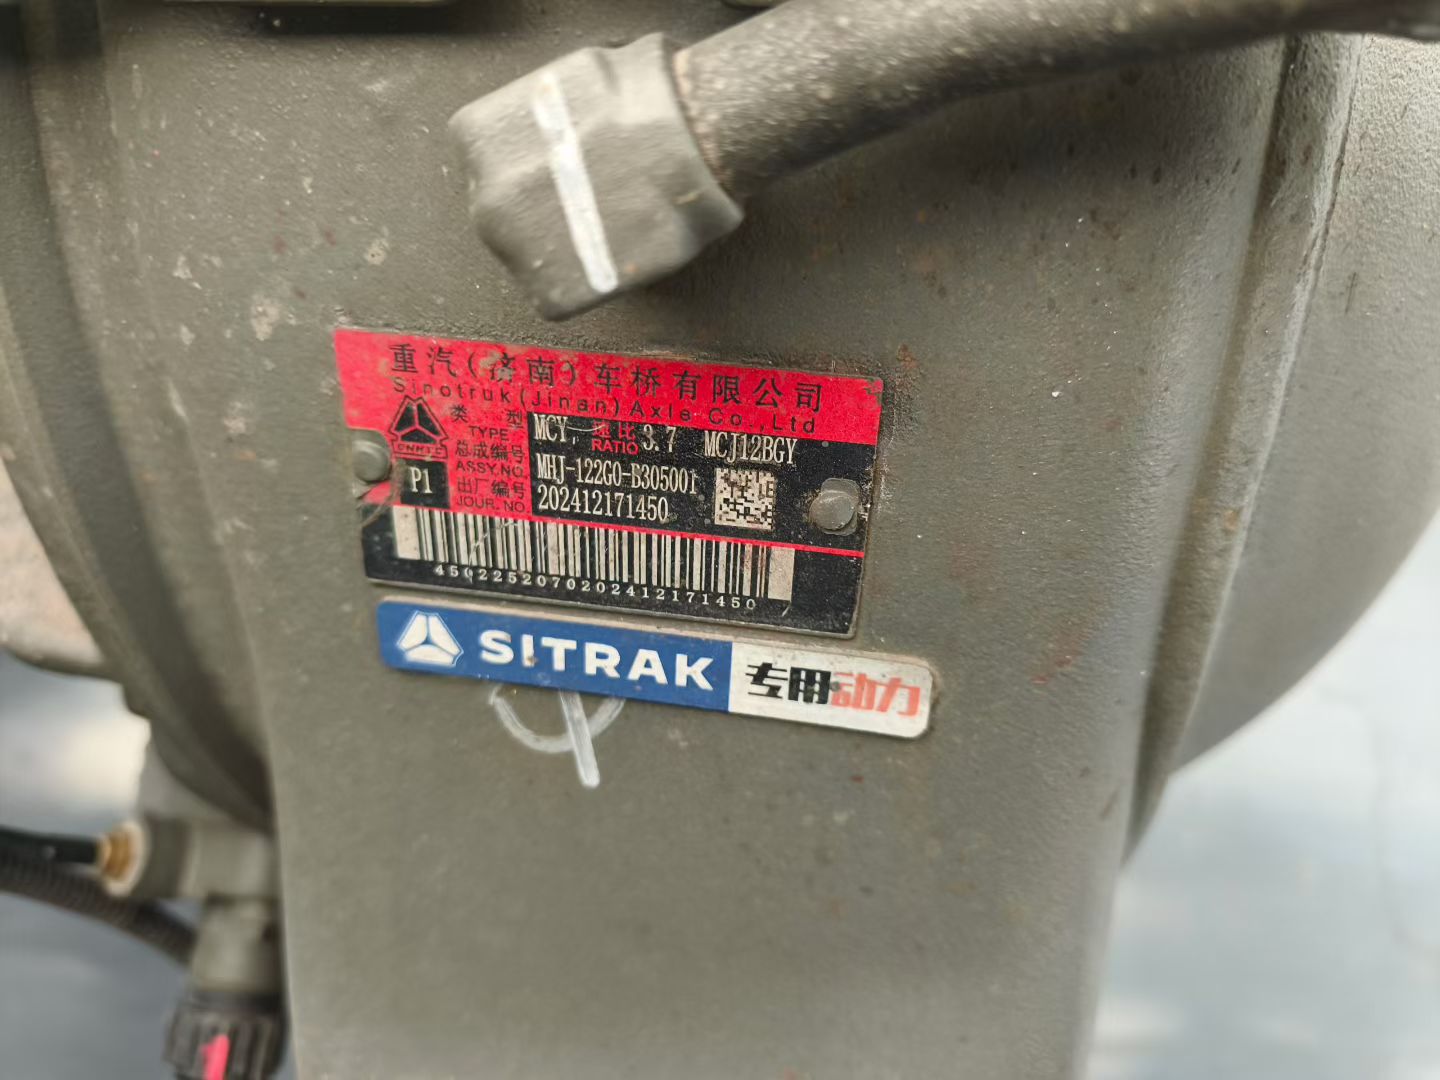 重汽(济南)车桥有限公司
Sinotruk(Jinan)Axle Co.,Ltd
类 型 TYPE MCY, 速比 RATIO 3.7 MCJ12BGY
总成编号 ASSY.NO. MHJ-122G0-B305001
P1 出厂编号 JOUR. NO. 202412171450
4502252070202412171450
SITRAK 专用动力